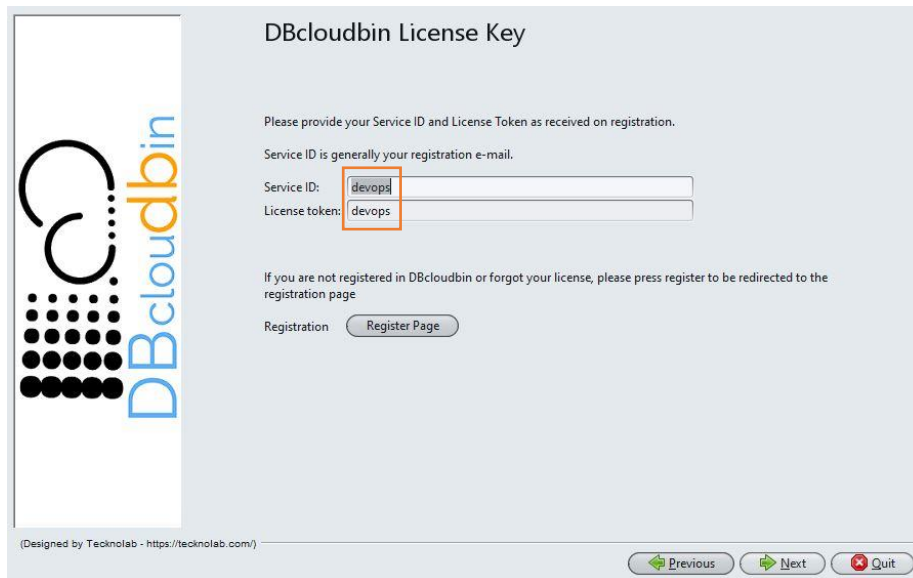 DBcloudbin License Key
Please provide your Service ID and License Token as received on registration.
Service ID is generally your registration e-mail.
Service ID: devops
License token: devops
If you are not registered in DBcloudbin or forgot your license, please press register to be redirected to the
registration page
Registration Register Page
DBcloudbin
(Designed by Tecknolab - https://tecknolab.com/)
Previous Next Quit